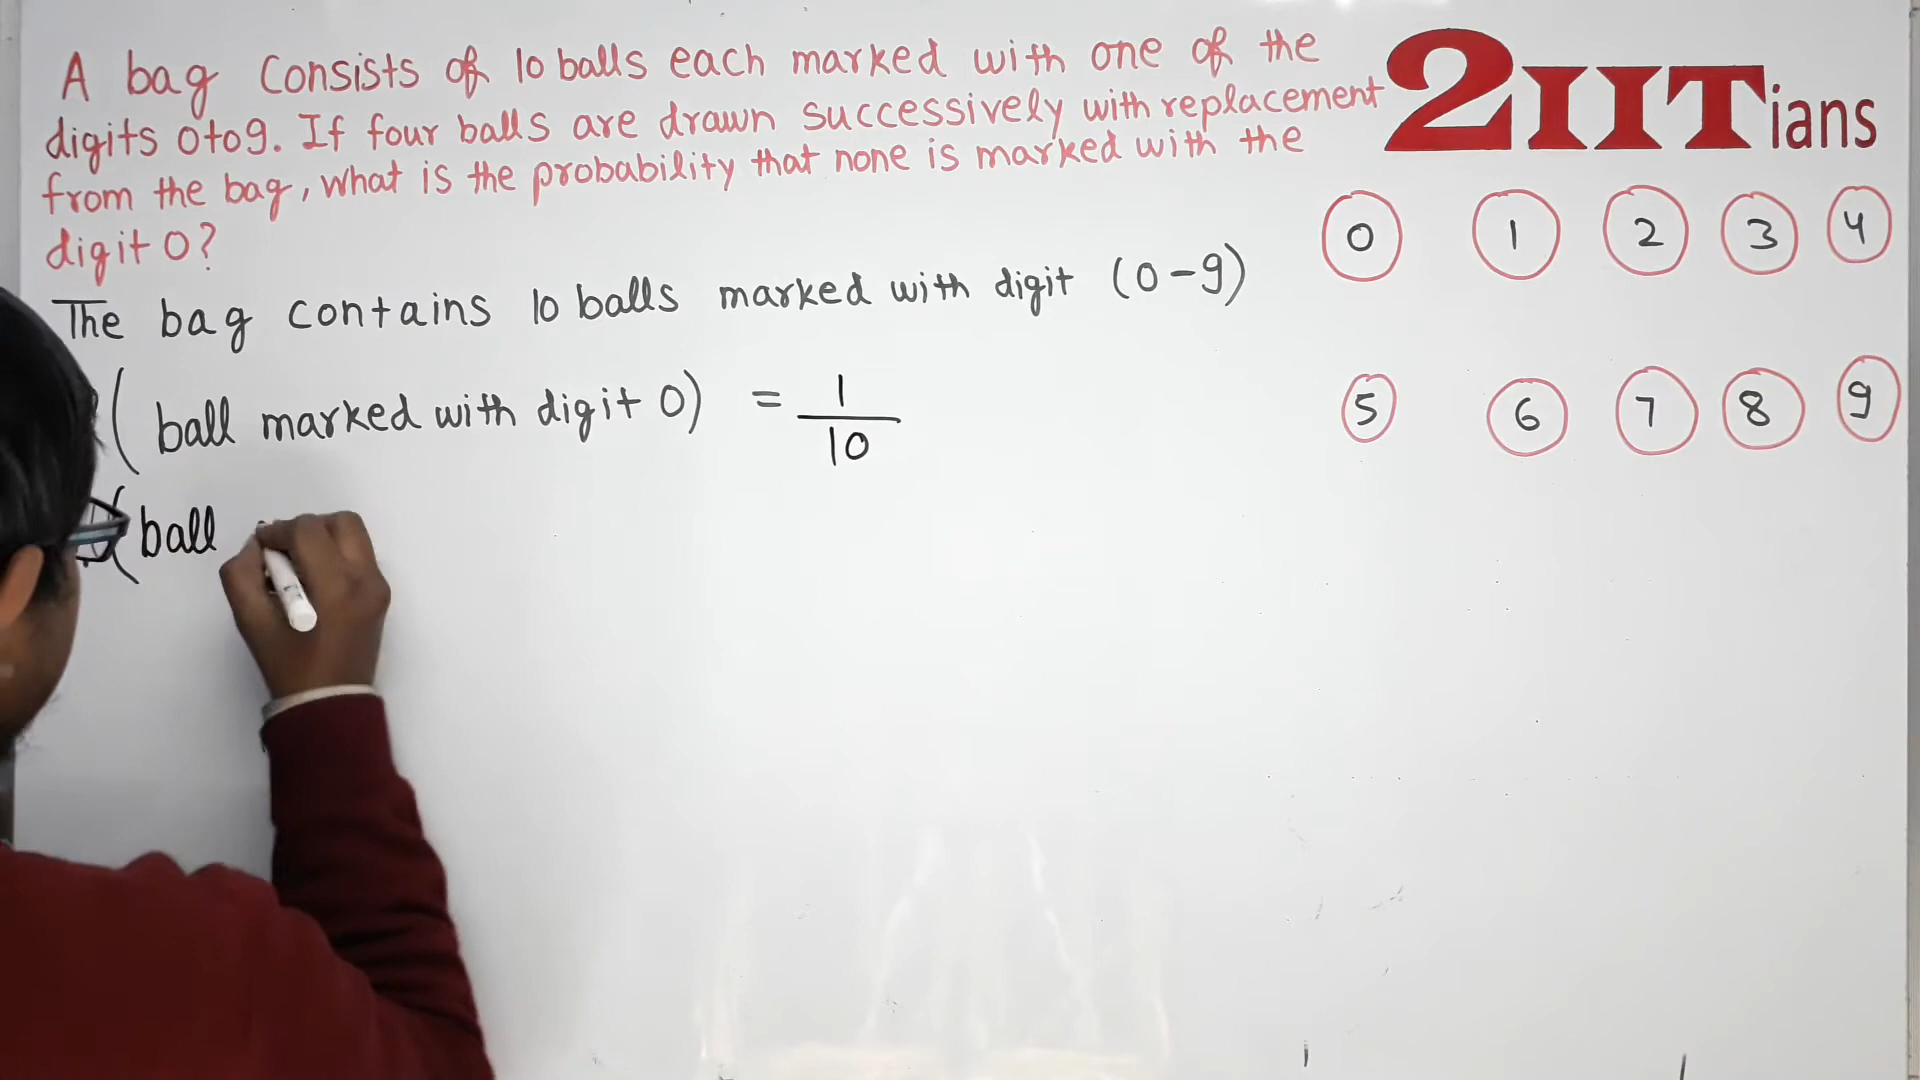 A bag consists of 10 balls each marked with one of the
digits 0to9. If four balls are drawn successively with replacement
from the bag, what is the probability that none is marked with the
digit 0?
2IITians
0 1 2 3 4
The bag contains 10 balls marked with digit (0-9)
( ball marked with digit 0) = 1/10
5 6 7 8 9
(ball